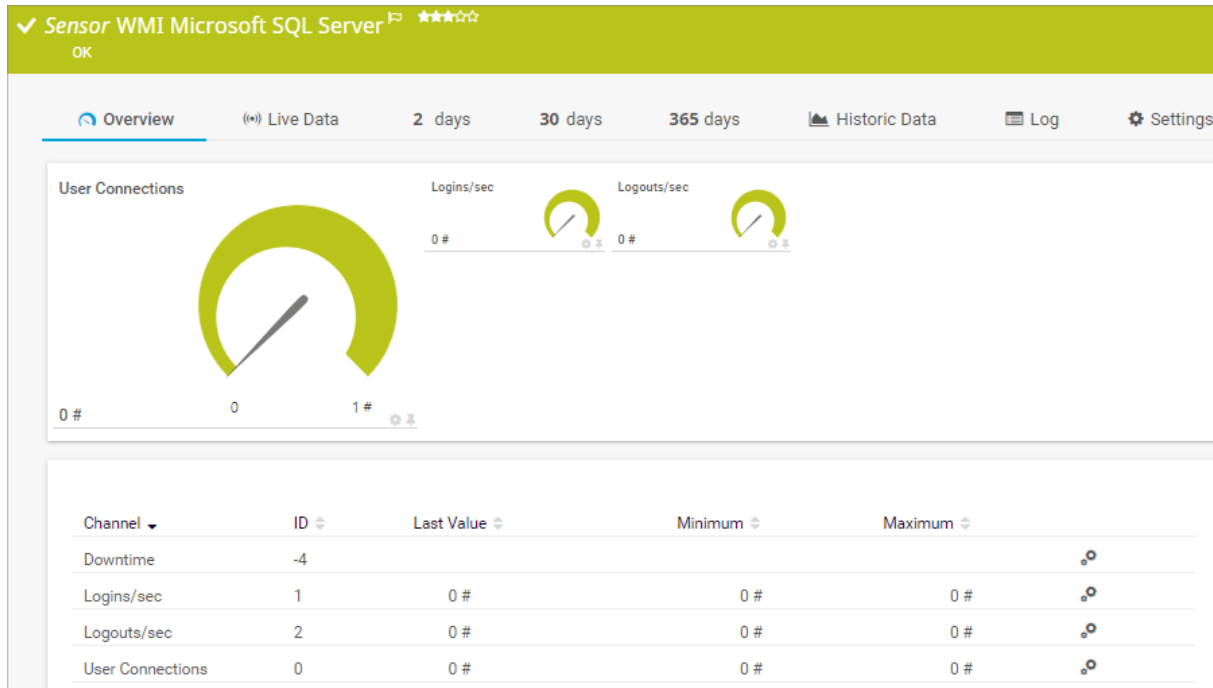 Sensor WMI Microsoft SQL Server
OK
Overview Live Data 2 days 30 days 365 days Historic Data Log Settings
User Connections
Logins/sec
Logouts/sec
0 #
0 #
0
1 #
0 #
Channel ID Last Value Minimum Maximum
Downtime -4
Logins/sec 1 0 # 0 # 0 #
Logouts/sec 2 0 # 0 # 0 #
User Connections 0 0 # 0 # 0 #